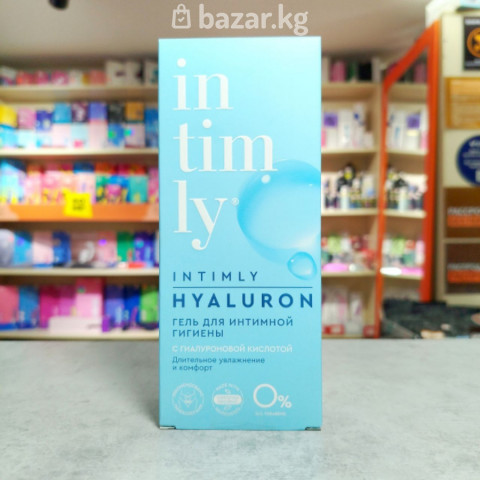 bazar.kg
in
tim
ly®
INTIMLY
HYALURON
ГЕЛЬ ДЛЯ ИНТИМНОЙ
ГИГИЕНЫ
С ГИАЛУРОНОВОЙ КИСЛОТОЙ
Длительное увлажнение
и комфорт
0%